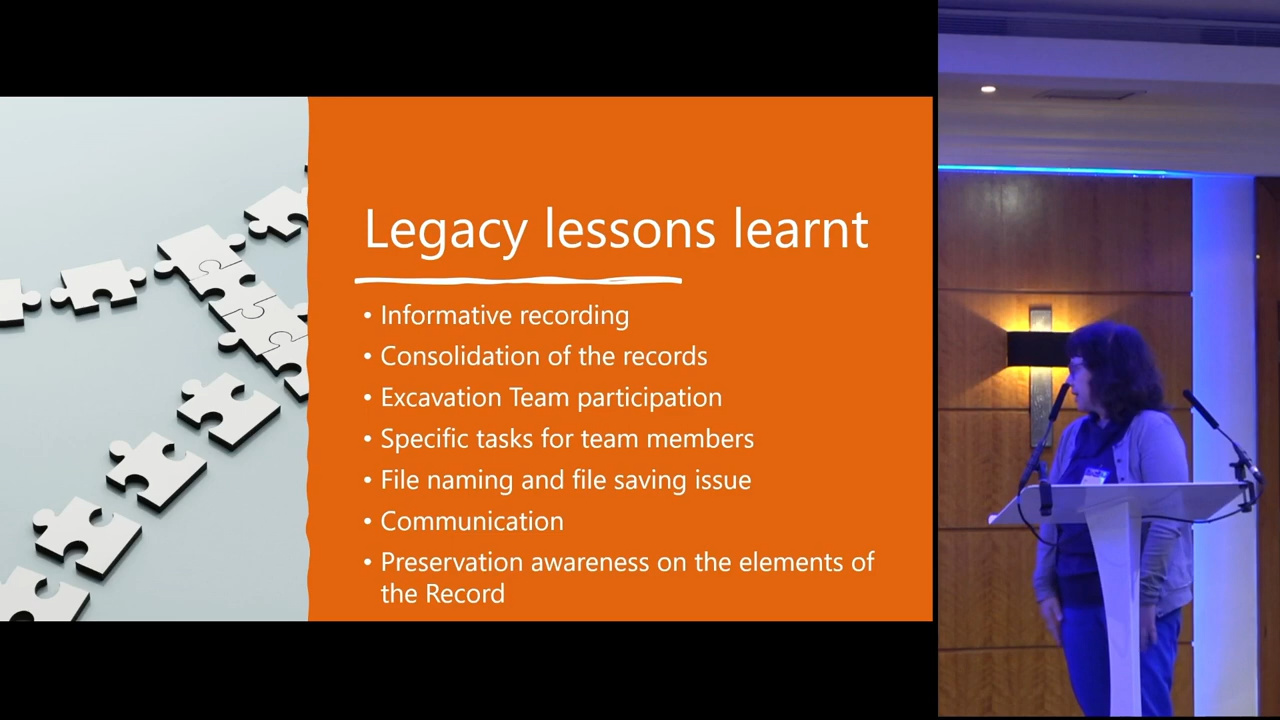 Legacy lessons learnt
• Informative recording
• Consolidation of the records
• Excavation Team participation
• Specific tasks for team members
• File naming and file saving issue
• Communication
• Preservation awareness on the elements of
the Record